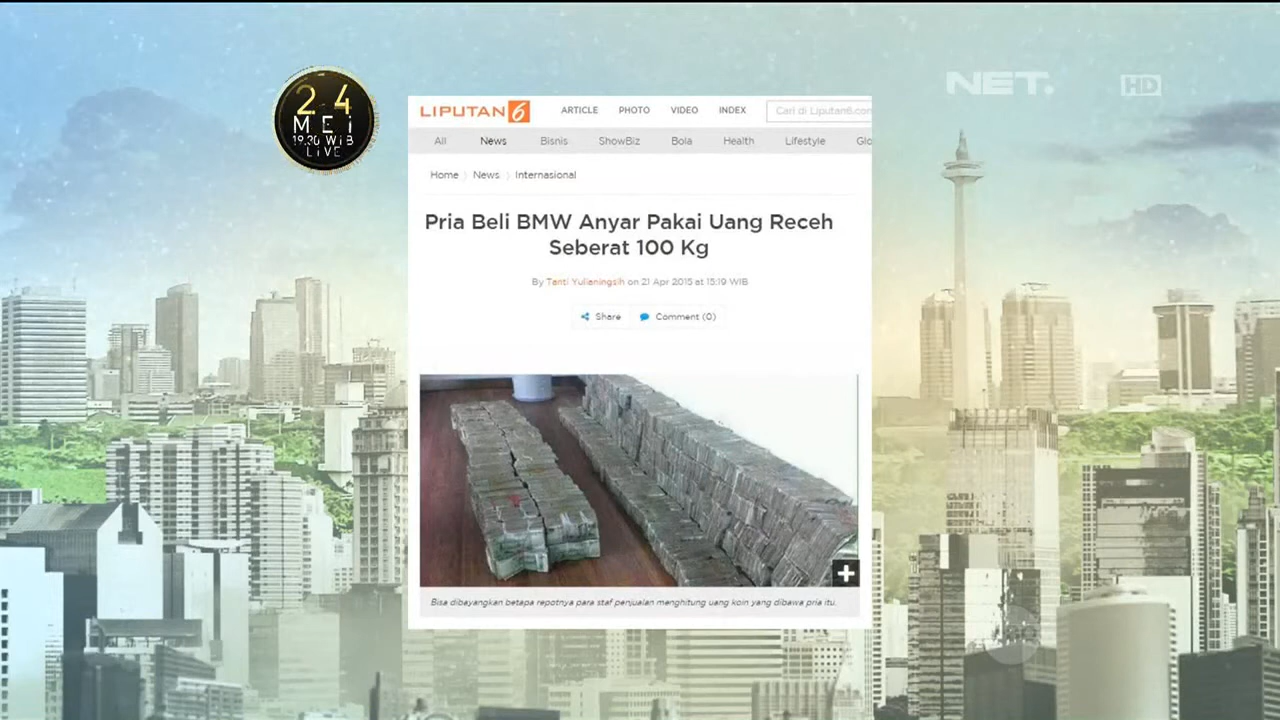 24
MEI
19.30 WIB
LIVE
NET.
HD
LIPUTAN 6
ARTICLE PHOTO VIDEO INDEX
Cari di Liputan6.com
All News Bisnis ShowBiz Bola Health Lifestyle Glo
Home News Internasional
Pria Beli BMW Anyar Pakai Uang Receh
Seberat 100 Kg
By Tanti Yulianingsih on 21 Apr 2015 at 15:19 WIB
Share Comment (0)
Bisa dibayangkan betapa repotnya para staf penjualan menghitung uang koin yang dibawa pria itu.